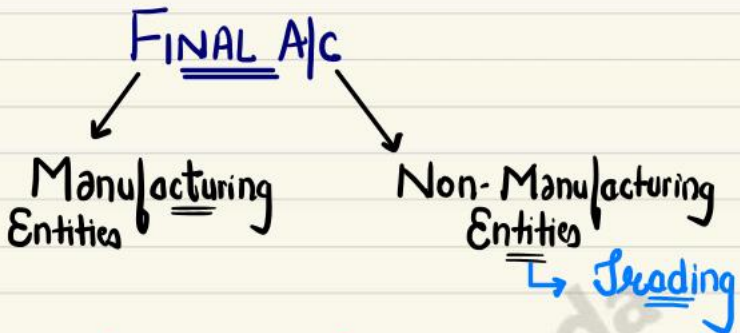 FINAL A/C
Manufacturing
Entities
Non-Manufacturing
Entities
Trading